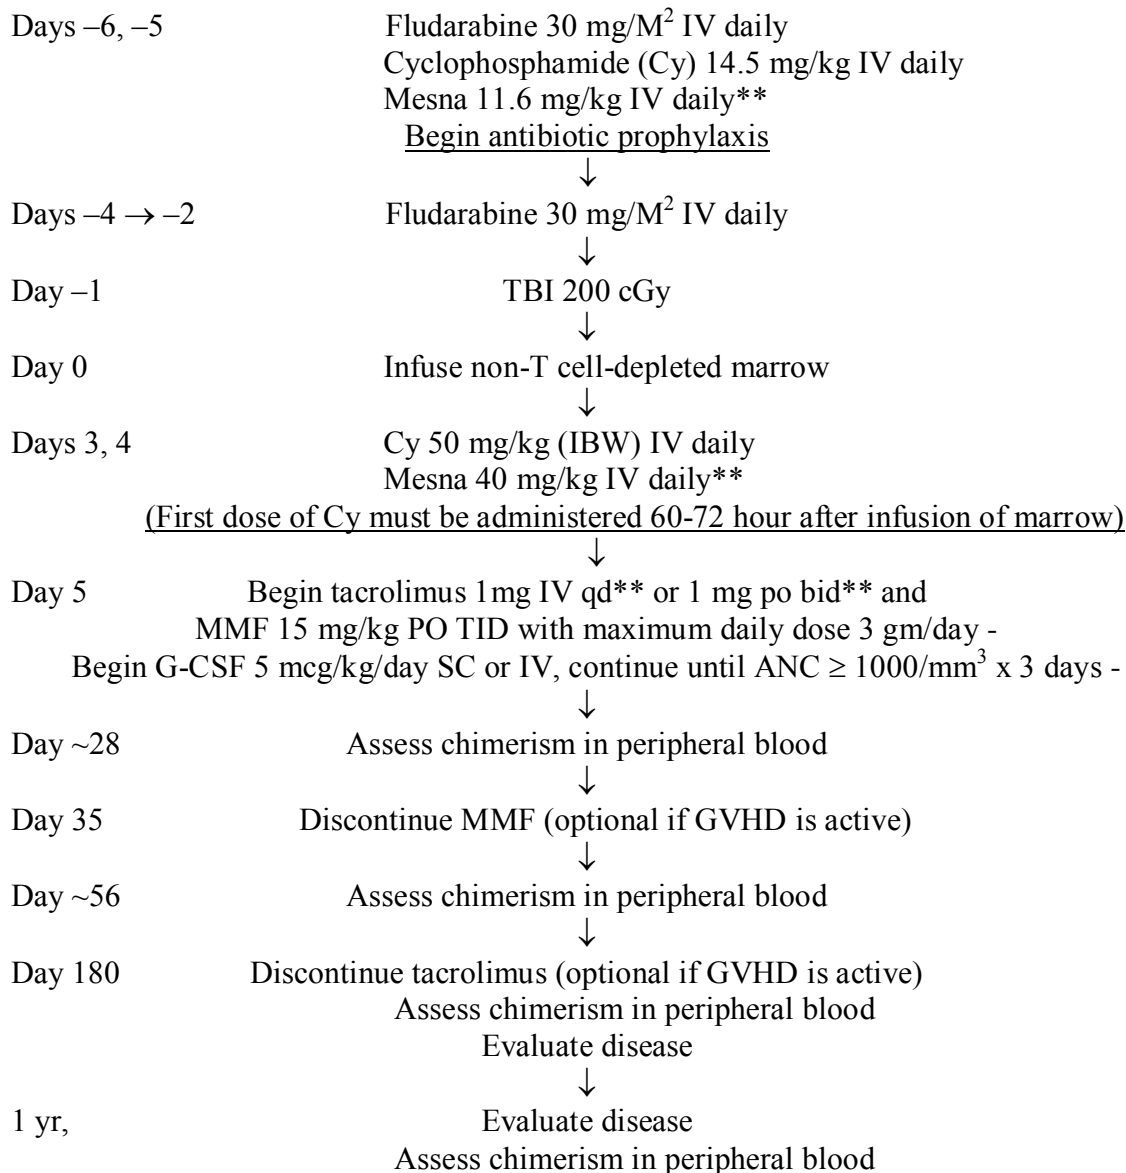 Days –6, –5 Fludarabine 30 mg/M² IV daily
Cyclophosphamide (Cy) 14.5 mg/kg IV daily
Mesna 11.6 mg/kg IV daily**
Begin antibiotic prophylaxis
↓
Days –4 → –2 Fludarabine 30 mg/M² IV daily
↓
Day –1 TBI 200 cGy
↓
Day 0 Infuse non-T cell-depleted marrow
↓
Days 3, 4 Cy 50 mg/kg (IBW) IV daily
Mesna 40 mg/kg IV daily**
(First dose of Cy must be administered 60-72 hour after infusion of marrow)
↓
Day 5 Begin tacrolimus 1mg IV qd** or 1 mg po bid** and
MMF 15 mg/kg PO TID with maximum daily dose 3 gm/day -
Begin G-CSF 5 mcg/kg/day SC or IV, continue until ANC ≥ 1000/mm³ x 3 days -
↓
Day ~28 Assess chimerism in peripheral blood
↓
Day 35 Discontinue MMF (optional if GVHD is active)
↓
Day ~56 Assess chimerism in peripheral blood
↓
Day 180 Discontinue tacrolimus (optional if GVHD is active)
Assess chimerism in peripheral blood
Evaluate disease
↓
1 yr, Evaluate disease
Assess chimerism in peripheral blood